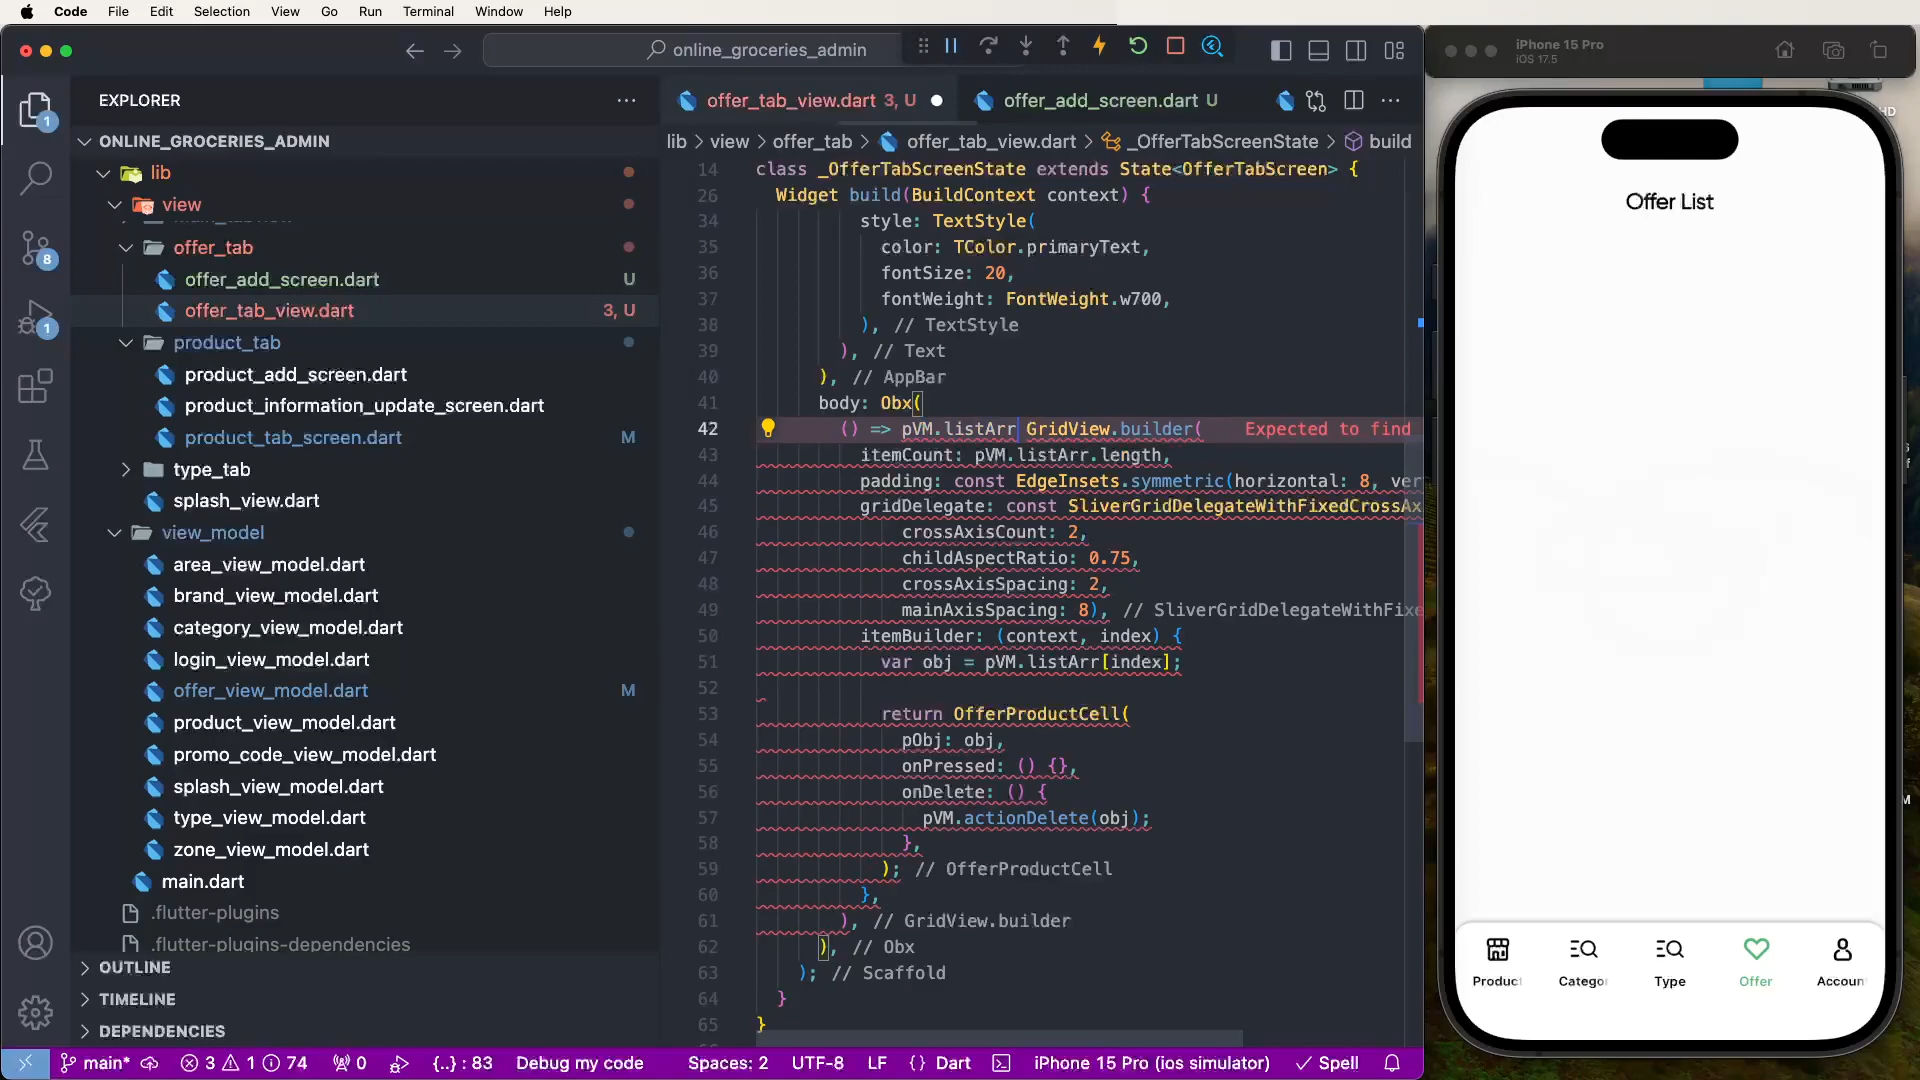 Code File Edit Selection View Go Run Terminal Window Help
online_groceries_admin
iPhone 15 Pro
iOS 17.5
EXPLORER
offer_tab_view.dart 3, U
offer_add_screen.dart U
ONLINE_GROCERIES_ADMIN
lib > view > offer_tab > offer_tab_view.dart > _OfferTabScreenState > build
lib
view
offer_tab
offer_add_screen.dart U
offer_tab_view.dart 3, U
product_tab
product_add_screen.dart
product_information_update_screen.dart
product_tab_screen.dart M
type_tab
splash_view.dart
view_model
area_view_model.dart
brand_view_model.dart
category_view_model.dart
login_view_model.dart
offer_view_model.dart M
product_view_model.dart
promo_code_view_model.dart
splash_view_model.dart
type_view_model.dart
zone_view_model.dart
main.dart
.flutter-plugins
.flutter-plugins-dependencies
OUTLINE
TIMELINE
DEPENDENCIES
1
8
1
14 class _OfferTabScreenState extends State<OfferTabScreen> {
26 Widget build(BuildContext context) {
34 style: TextStyle(
35 color: TColor.primaryText,
36 fontSize: 20,
37 fontWeight: FontWeight.w700,
38 ), // TextStyle
39 ), // Text
40 ), // AppBar
41 body: Obx(
42 () => pVM.listArr GridView.builder( Expected to find
43 itemCount: pVM.listArr.length,
44 padding: const EdgeInsets.symmetric(horizontal: 8, ver
45 gridDelegate: const SliverGridDelegateWithFixedCrossAx
46 crossAxisCount: 2,
47 childAspectRatio: 0.75,
48 crossAxisSpacing: 2,
49 mainAxisSpacing: 8), // SliverGridDelegateWithFixe
50 itemBuilder: (context, index) {
51 var obj = pVM.listArr[index];
52
53 return OfferProductCell(
54 pObj: obj,
55 onPressed: () {},
56 onDelete: () {
57 pVM.actionDelete(obj);
58 },
59 ); // OfferProductCell
60 },
61 ), // GridView.builder
62 ), // Obx
63 ); // Scaffold
64 }
65 }
Offer List
Produc Catego Type Offer Accoun
HD
M
main* 3 1 74 0 {..} : 83 Debug my code Spaces: 2 UTF-8 LF {} Dart iPhone 15 Pro (ios simulator) Spell